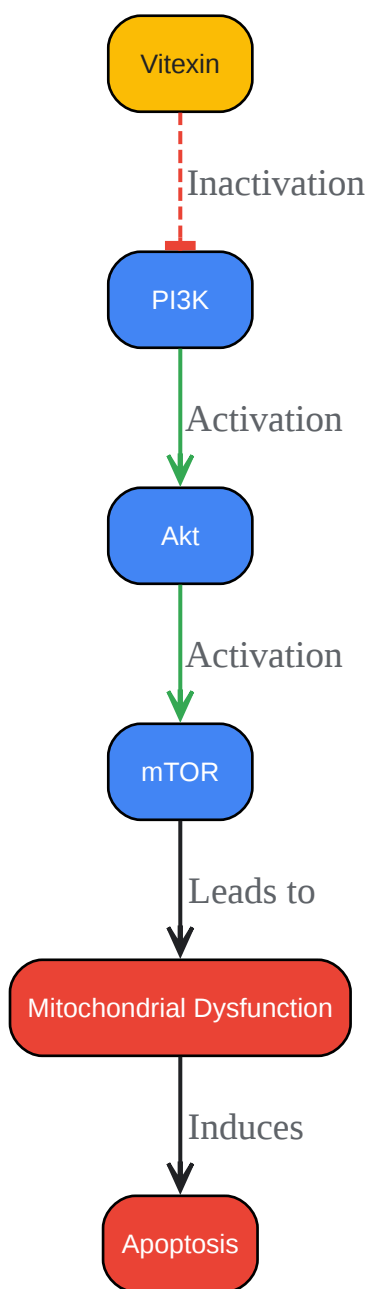 Vitexin
Inactivation
PI3K
Activation
Akt
Activation
mTOR
Leads to
Mitochondrial Dysfunction
Induces
Apoptosis